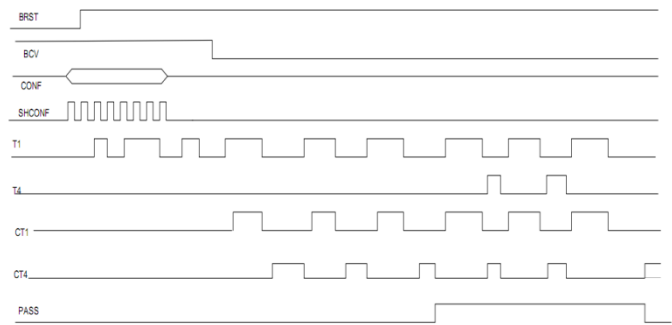 BRST
BCV
CONF
SHCONF
T1
T4
CT1
CT4
PASS